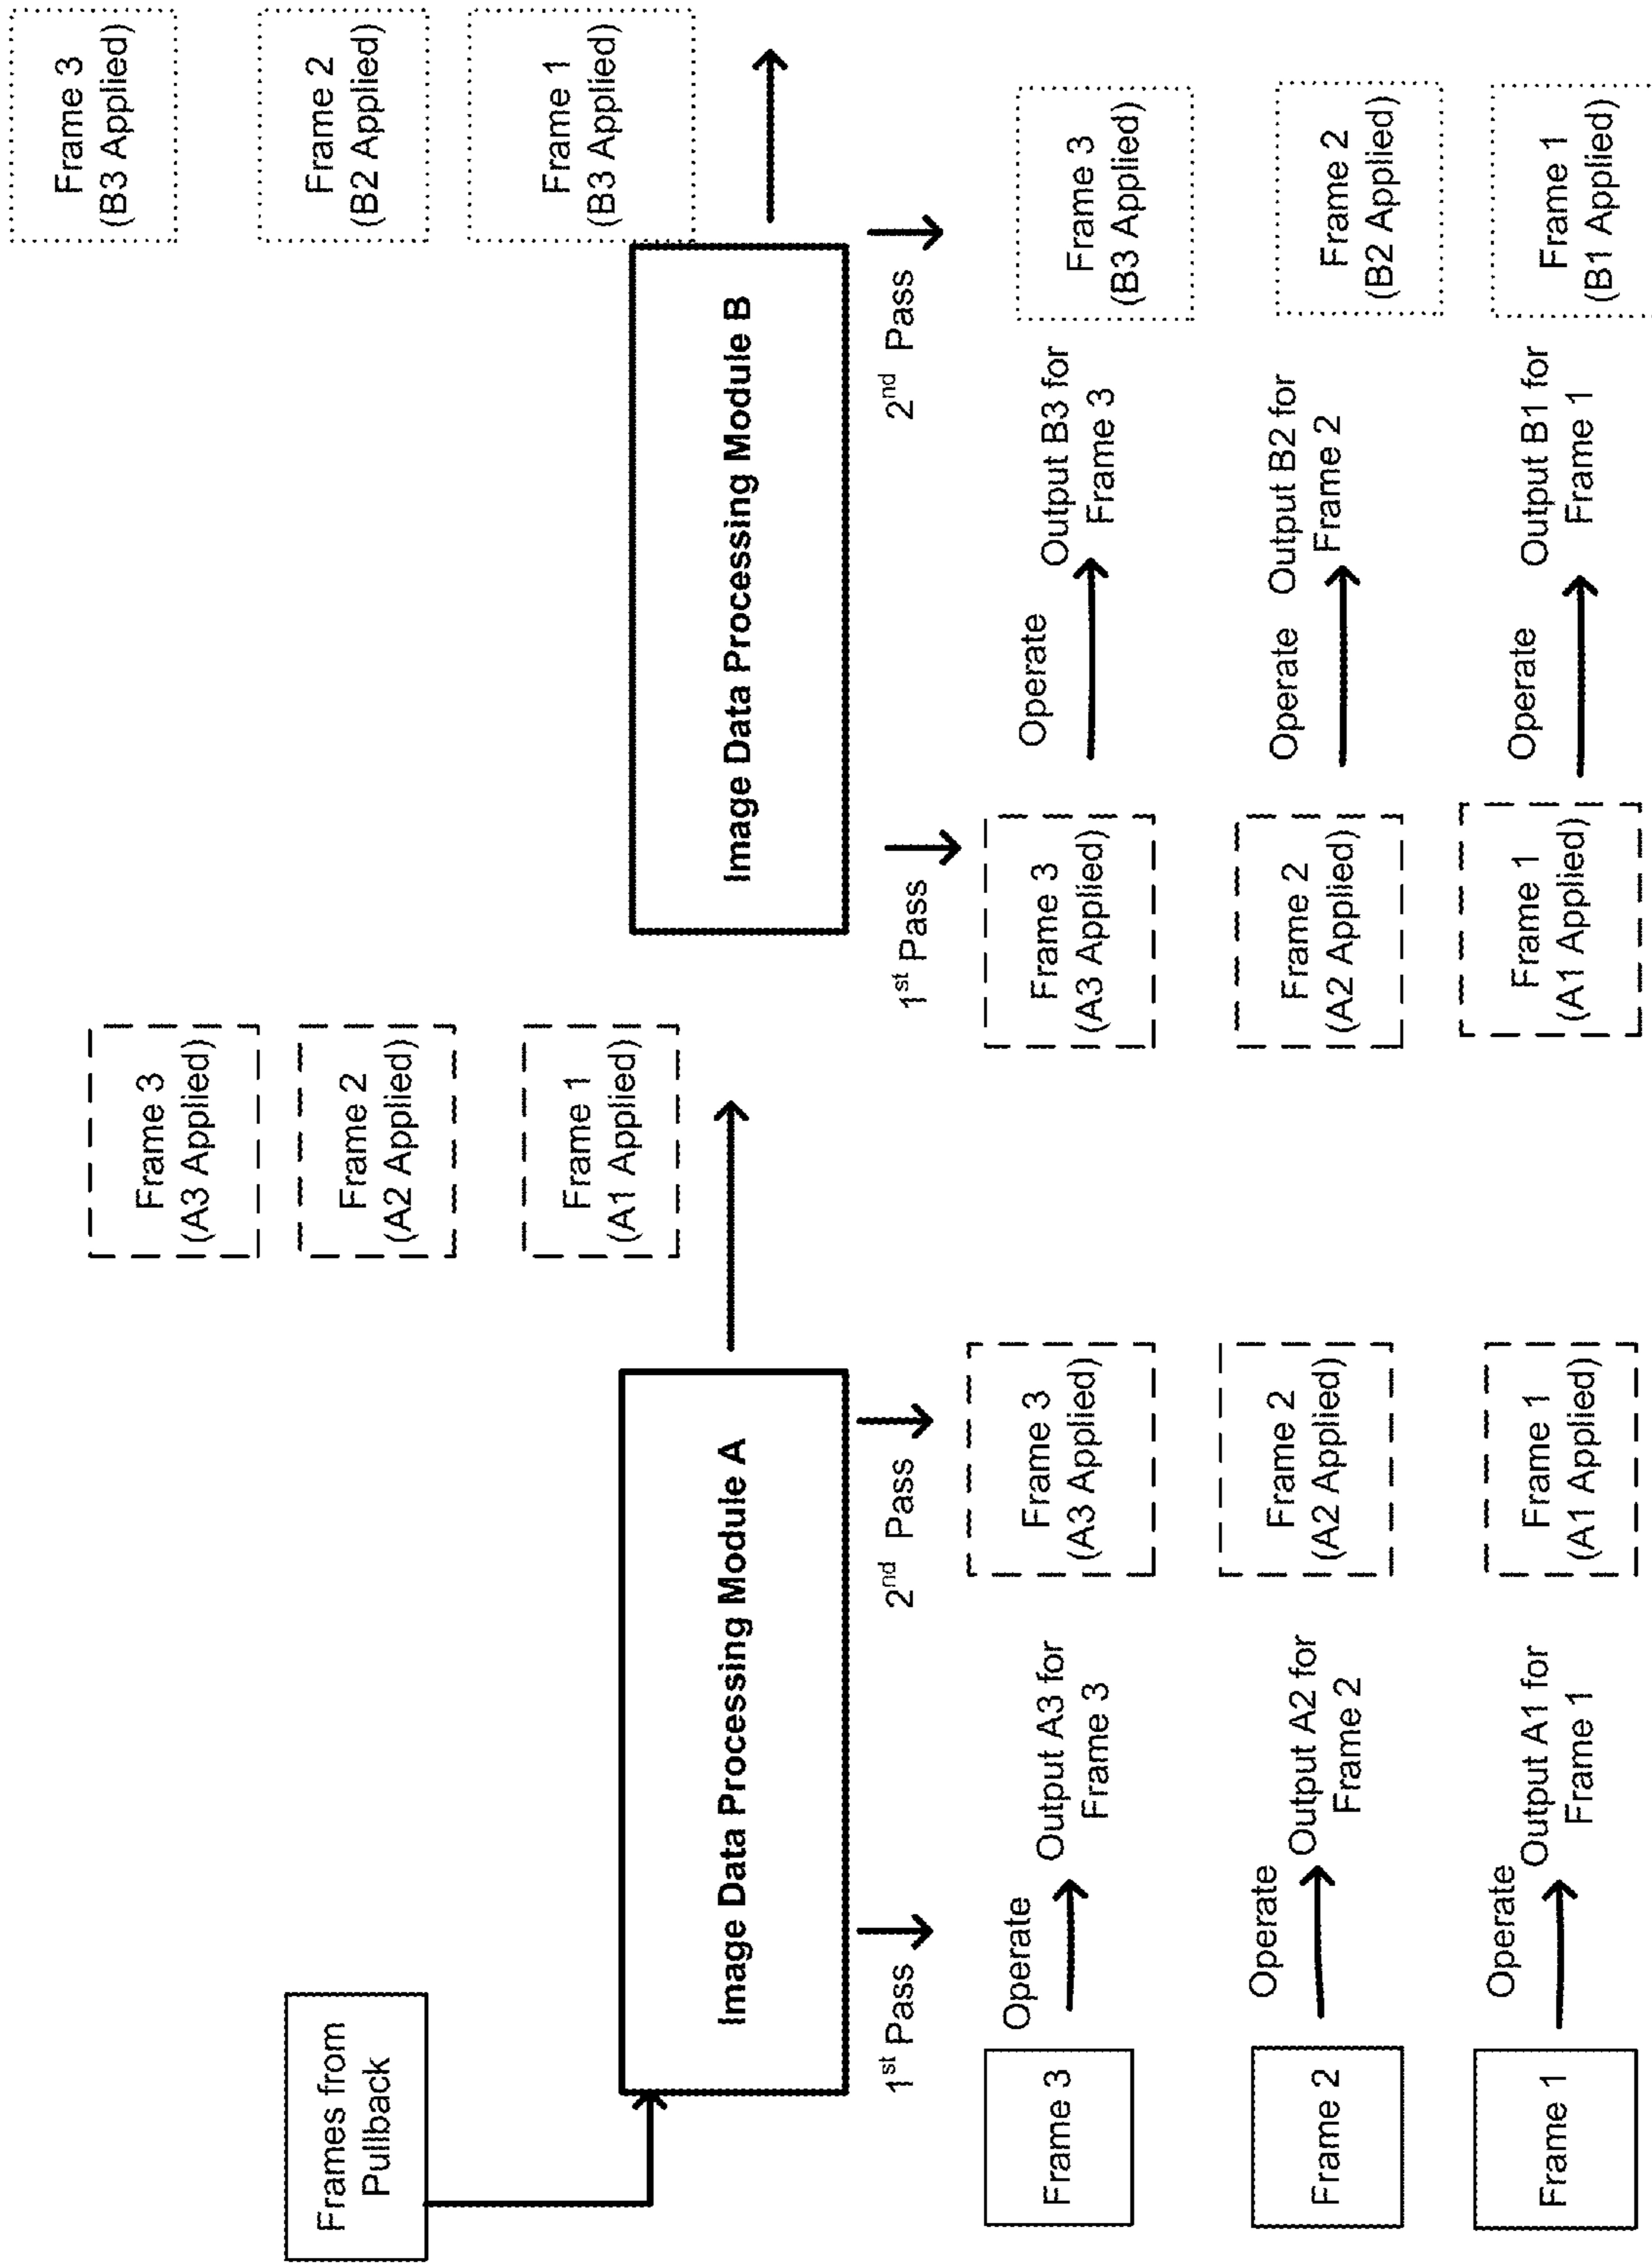 Frames from
Pullback
Image Data Processing Module A
Frame 3
(A3 Applied)
Frame 2
(A2 Applied)
Frame 1
(A1 Applied)
Image Data Processing Module B
Frame 3
(B3 Applied)
Frame 2
(B2 Applied)
Frame 1
(B3 Applied)
1st Pass
2nd Pass
Frame 3
Operate
Output A3 for
Frame 3
Frame 3
(A3 Applied)
Frame 2
Operate
Output A2 for
Frame 2
Frame 2
(A2 Applied)
Frame 1
Operate
Output A1 for
Frame 1
Frame 1
(A1 Applied)
1st Pass
2nd Pass
Frame 3
(A3 Applied)
Operate
Output B3 for
Frame 3
Frame 3
(B3 Applied)
Frame 2
(A2 Applied)
Operate
Output B2 for
Frame 2
Frame 2
(B2 Applied)
Frame 1
(A1 Applied)
Operate
Output B1 for
Frame 1
Frame 1
(B1 Applied)